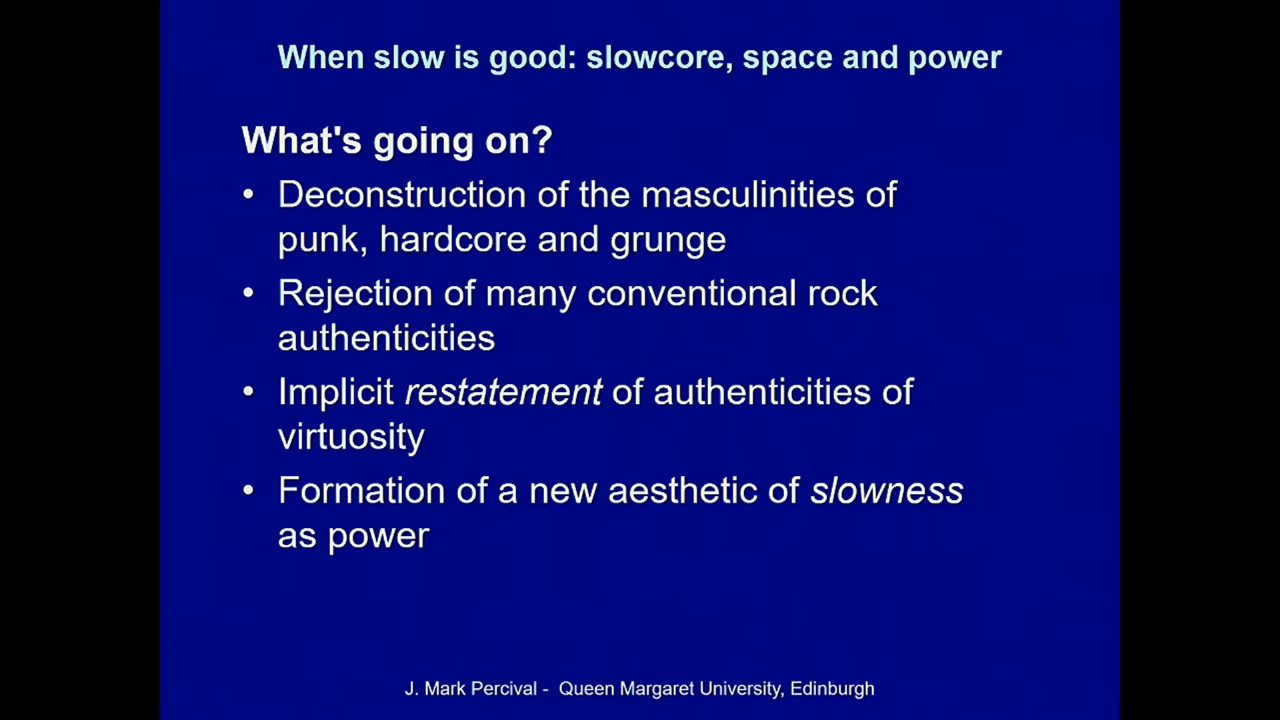 When slow is good: slowcore, space and power
What's going on?
• Deconstruction of the masculinities of
punk, hardcore and grunge
• Rejection of many conventional rock
authenticities
• Implicit restatement of authenticities of
virtuosity
• Formation of a new aesthetic of slowness
as power
J. Mark Percival - Queen Margaret University, Edinburgh